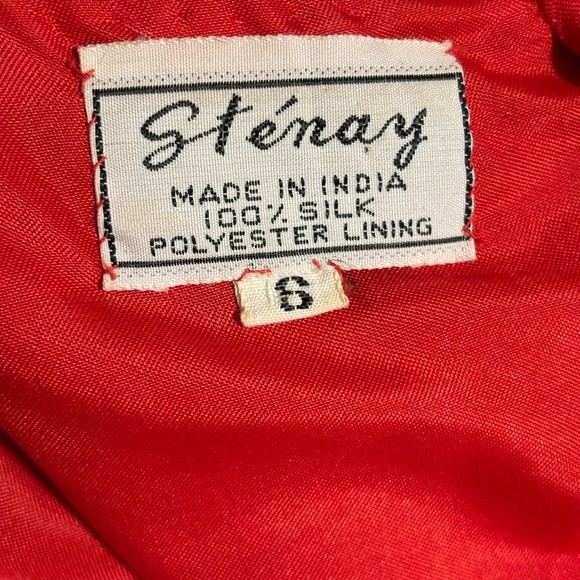 Sténay
MADE IN INDIA
100% SILK
POLYESTER LINING
6